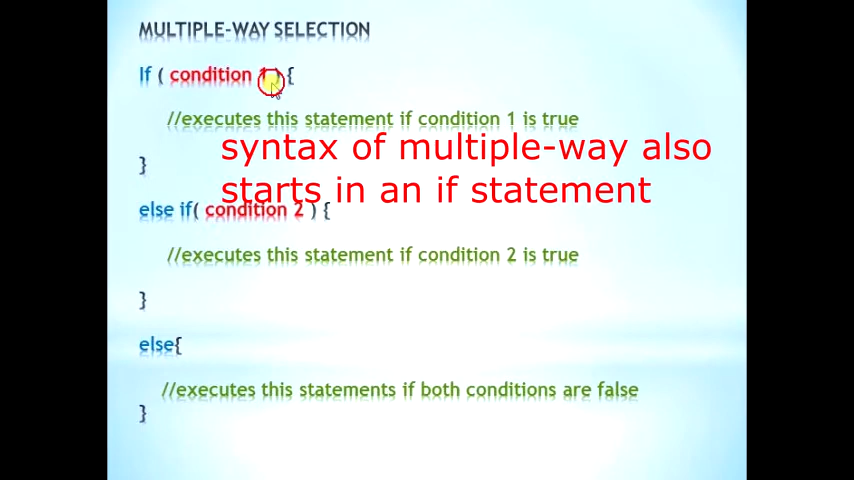 MULTIPLE-WAY SELECTION
If ( condition 1 ) {
//executes this statement if condition 1 is true
syntax of multiple-way also
}
starts in an if statement
else if( condition 2 ) {
//executes this statement if condition 2 is true
}
else{
//executes this statements if both conditions are false
}